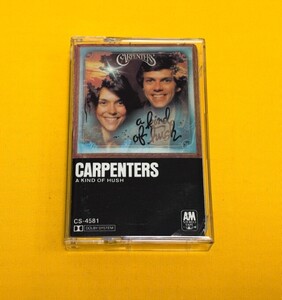 CARPENTERS
a kind
of hush
CARPENTERS
A KIND OF HUSH
CS-4581
DOLBY SYSTEM
A&M